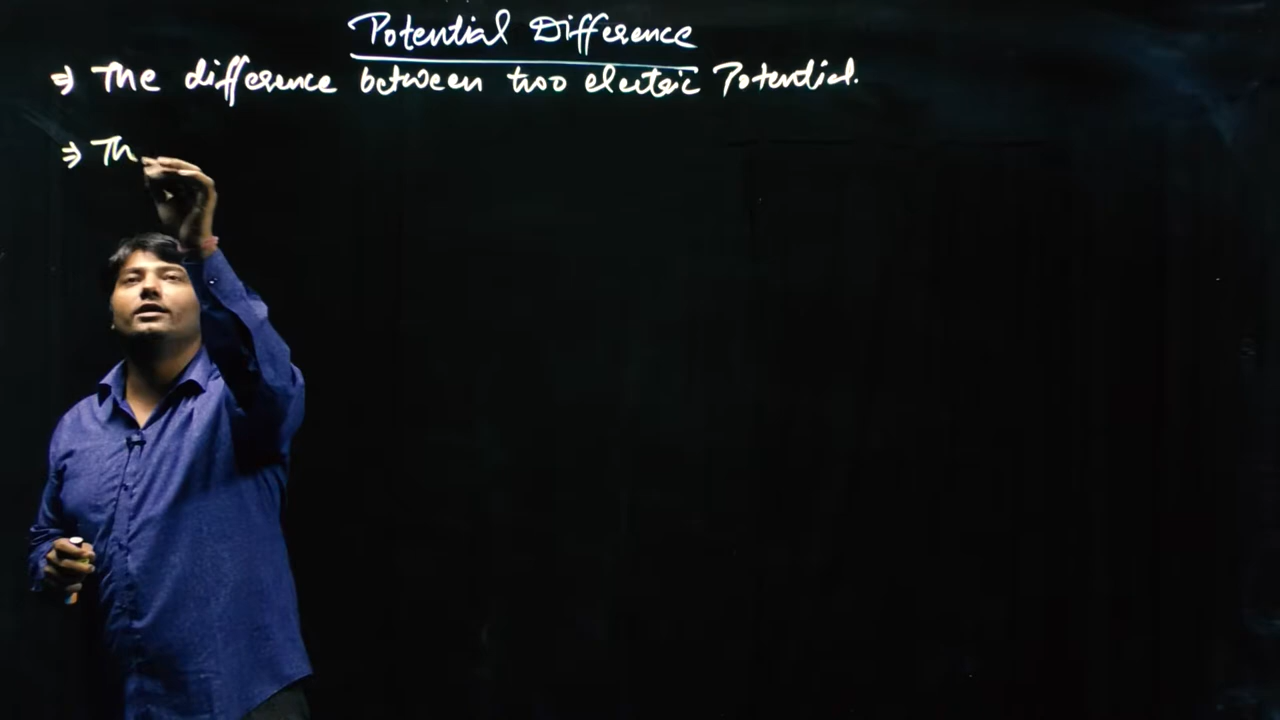 Potential Difference
⇒ The difference between two electric Potential.
⇒ Th